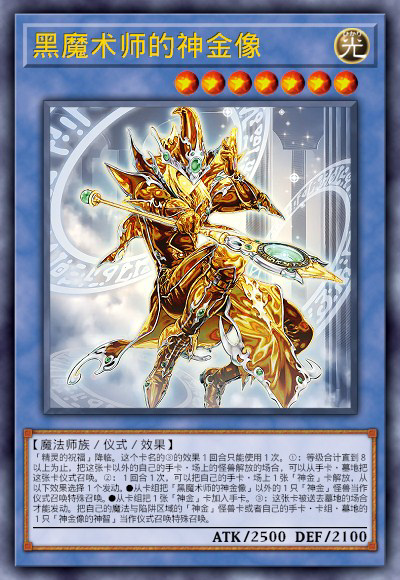 黑魔术师的神金像
光
【魔法师族／仪式／效果】
「精灵的祝福」降临。这个卡名的③的效果１回合只能使用１次。①：等级合计直到８
以上为止，把这张卡以外的自己的手卡·场上的怪兽解放的场合，可以从手卡·墓地把
这张卡仪式召唤。②：１回合１次，可以把自己的手卡·场上１张「神金」卡解放，从
以下效果选择１个发动。●从卡组把「黑魔术师的神金像」以外的１只「神金」怪兽当作
仪式召唤特殊召唤。●从卡组把１张「神金」卡加入手卡。③：这张卡被送去墓地的场合
才能发动。把自己的魔法与陷阱区域的「神金」怪兽卡或者自己的手卡·卡组·墓地的
１只「神金像的神智」当作仪式召唤特殊召唤。
ATK/2500 DEF/2100